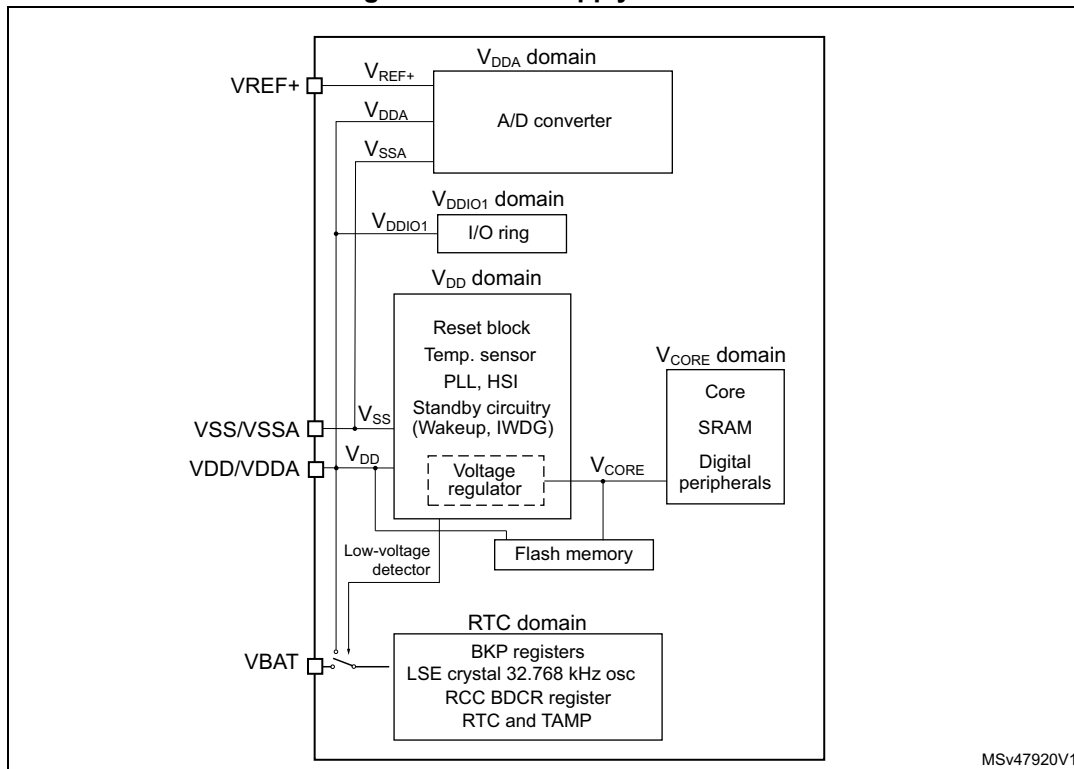 VREF+
VREF+
VDDA domain
A/D converter
VDDA
VSSA
VDDIO1 domain
VDDIO1
I/O ring
VDD domain
Reset block
Temp. sensor
PLL, HSI
Standby circuitry
(Wakeup, IWDG)
Voltage
regulator
VSS/VSSA
VSS
VDD/VDDA
VDD
VCORE
VCORE domain
Core
SRAM
Digital
peripherals
Flash memory
Low-voltage
detector
VBAT
RTC domain
BKP registers
LSE crystal 32.768 kHz osc
RCC BDCR register
RTC and TAMP
MSv47920V1